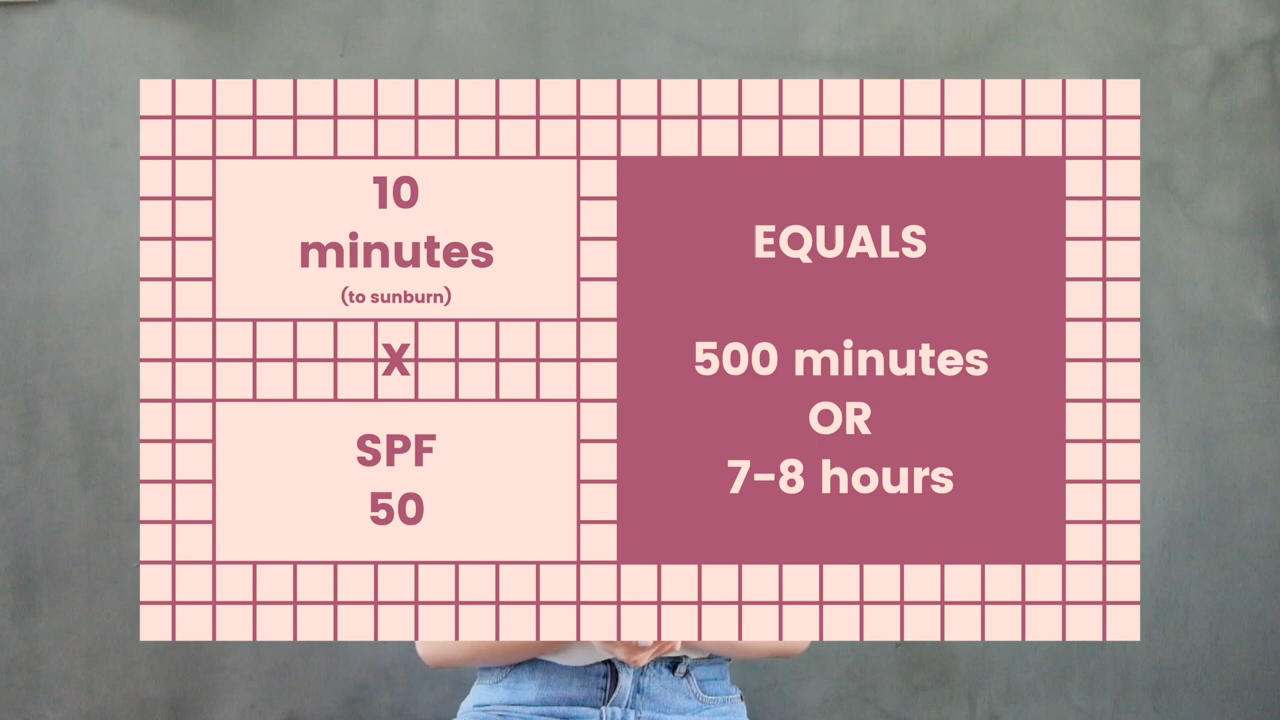 10
minutes
(to sunburn)
X
SPF
50
EQUALS
500 minutes
OR
7-8 hours